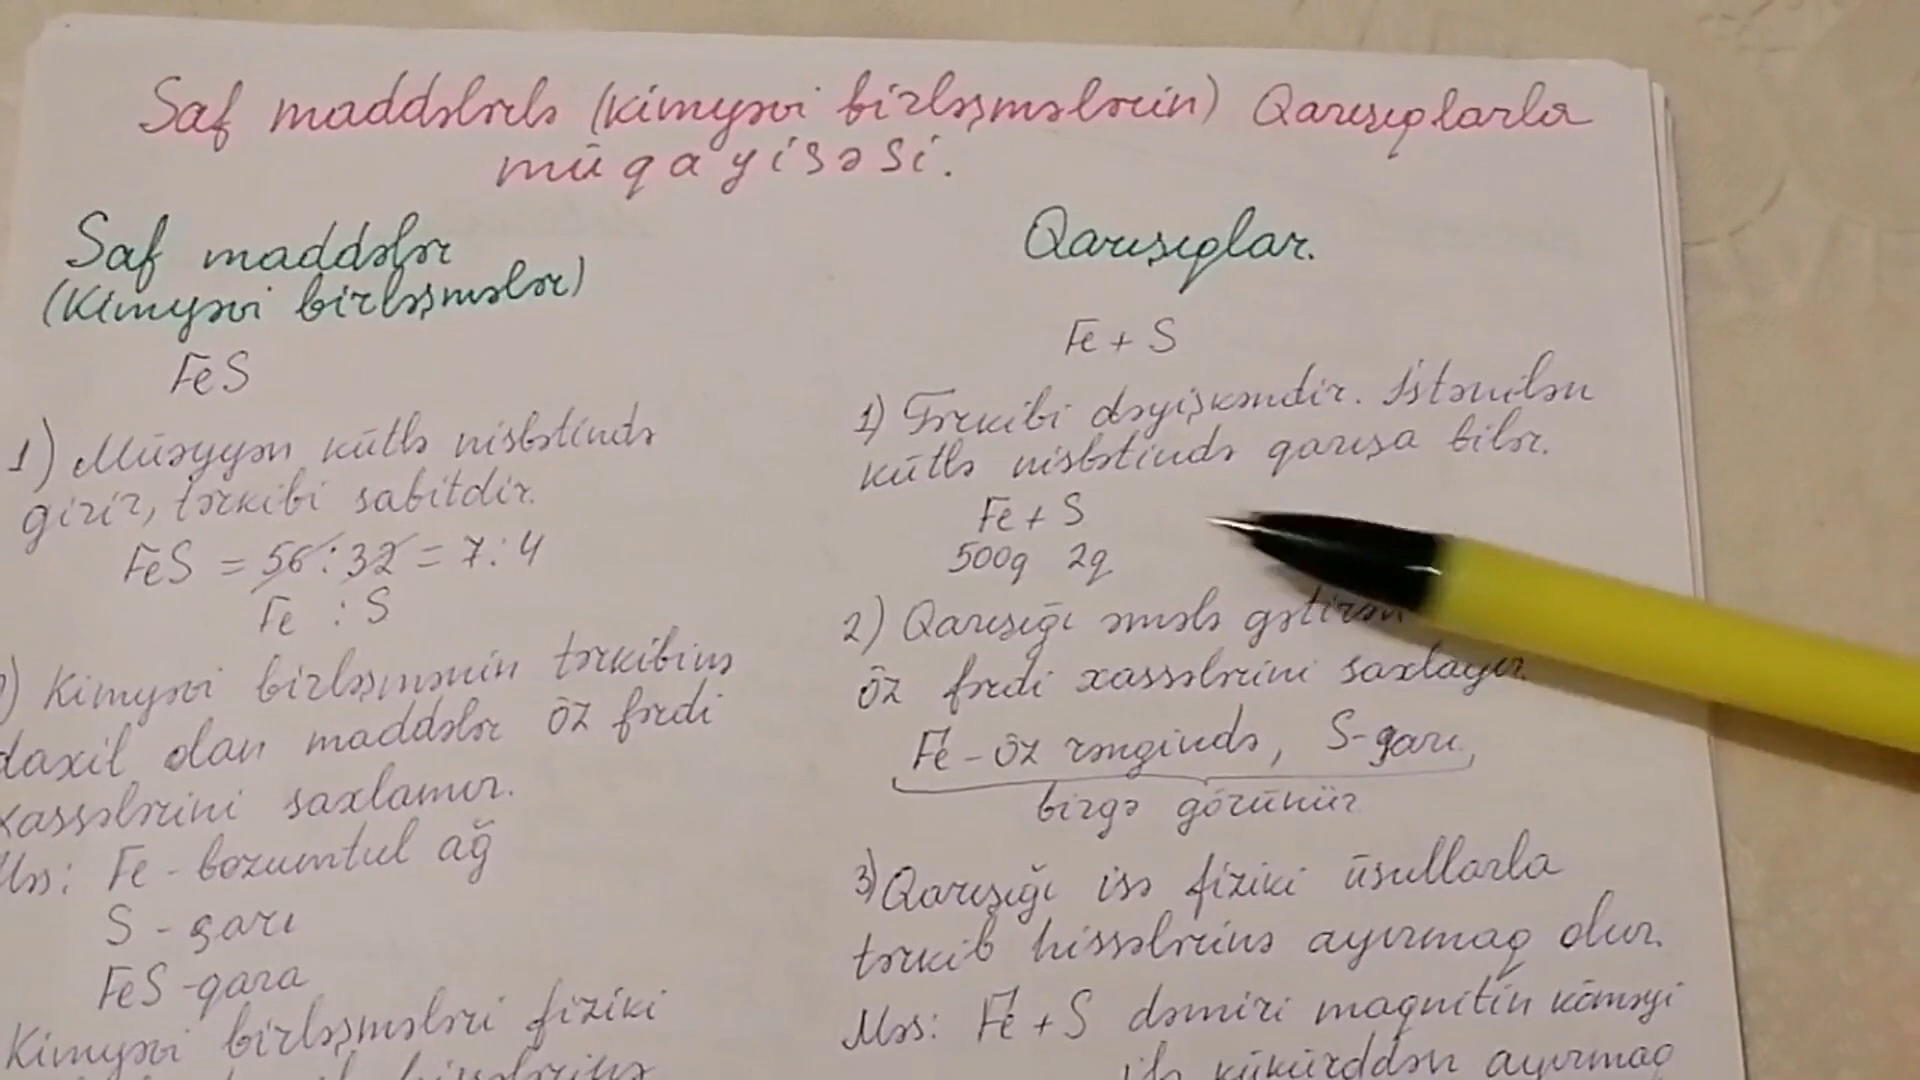 Saf maddələrlə (kimyəvi birləşmələrin) Qarışıqlarla
müqayisəsi.
Saf maddələr
(Kimyəvi birləşmələr)
FeS
1) Müəyyən kütlə nisbətində
girir, tərkibi sabitdir.
FeS = 56 : 32 = 7 : 4
Fe : S
) Kimyəvi birləşmənin tərkibinə
daxil olan maddələr öz fərdi
xassələrini saxlamır.
Məs: Fe - bozumtul ağ
S - sarı
FeS - qara
Kimyəvi birləşmələri fiziki
Qarışıqlar.
Fe + S
1) Tərkibi dəyişkəndir. İstənilən
kütlə nisbətində qarışa bilər.
Fe + S
500q 2q
2) Qarışığı əmələ gətirən
öz fərdi xassələrini saxlayır.
Fe - öz rəngində, S - sarı,
birgə görünür
3) Qarışığı isə fiziki üsullarla
tərkib hissələrinə ayırmaq olur.
Məs: Fe + S dəmiri maqnitin köməyi
ilə kükürddən ayırmaq